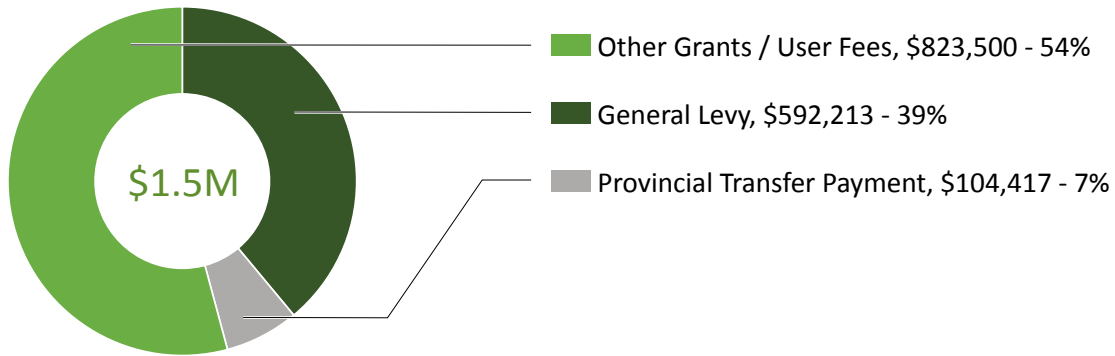 $1.5M
Other Grants / User Fees, $823,500 - 54%
General Levy, $592,213 - 39%
Provincial Transfer Payment, $104,417 - 7%